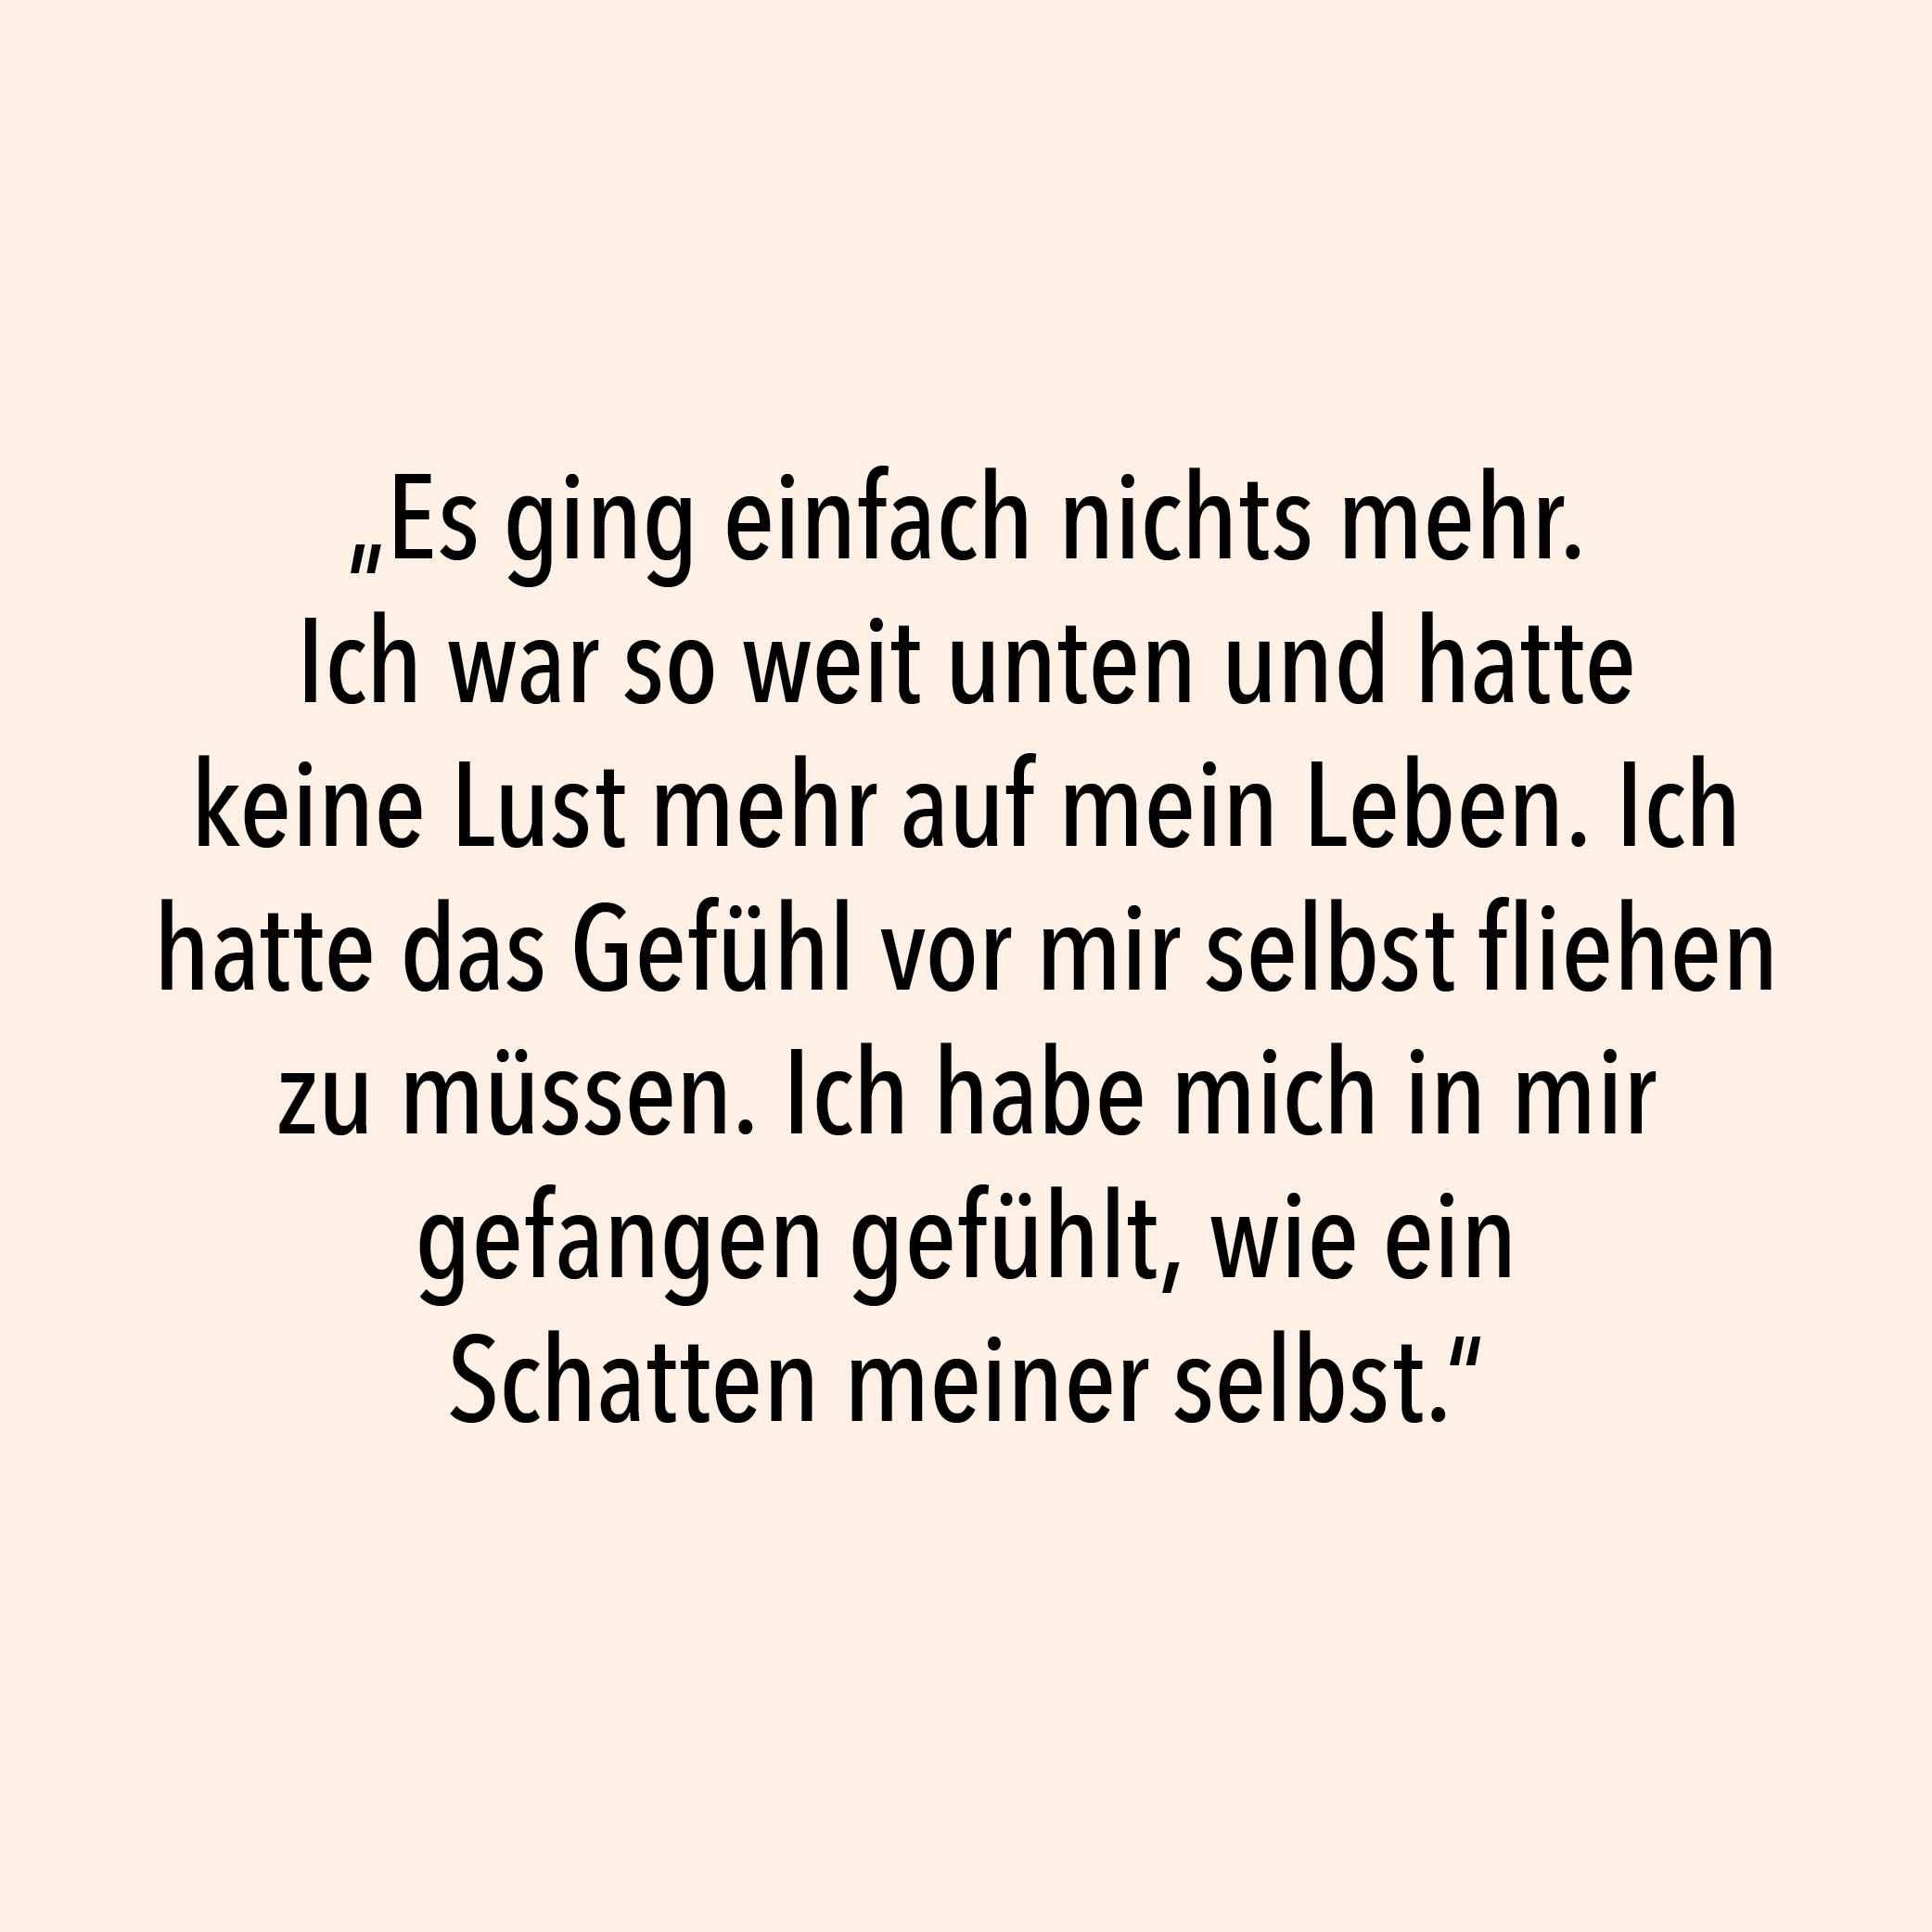 „Es ging einfach nichts mehr.
Ich war so weit unten und hatte
keine Lust mehr auf mein Leben. Ich
hatte das Gefühl vor mir selbst fliehen
zu müssen. Ich habe mich in mir
gefangen gefühlt, wie ein
Schatten meiner selbst.“